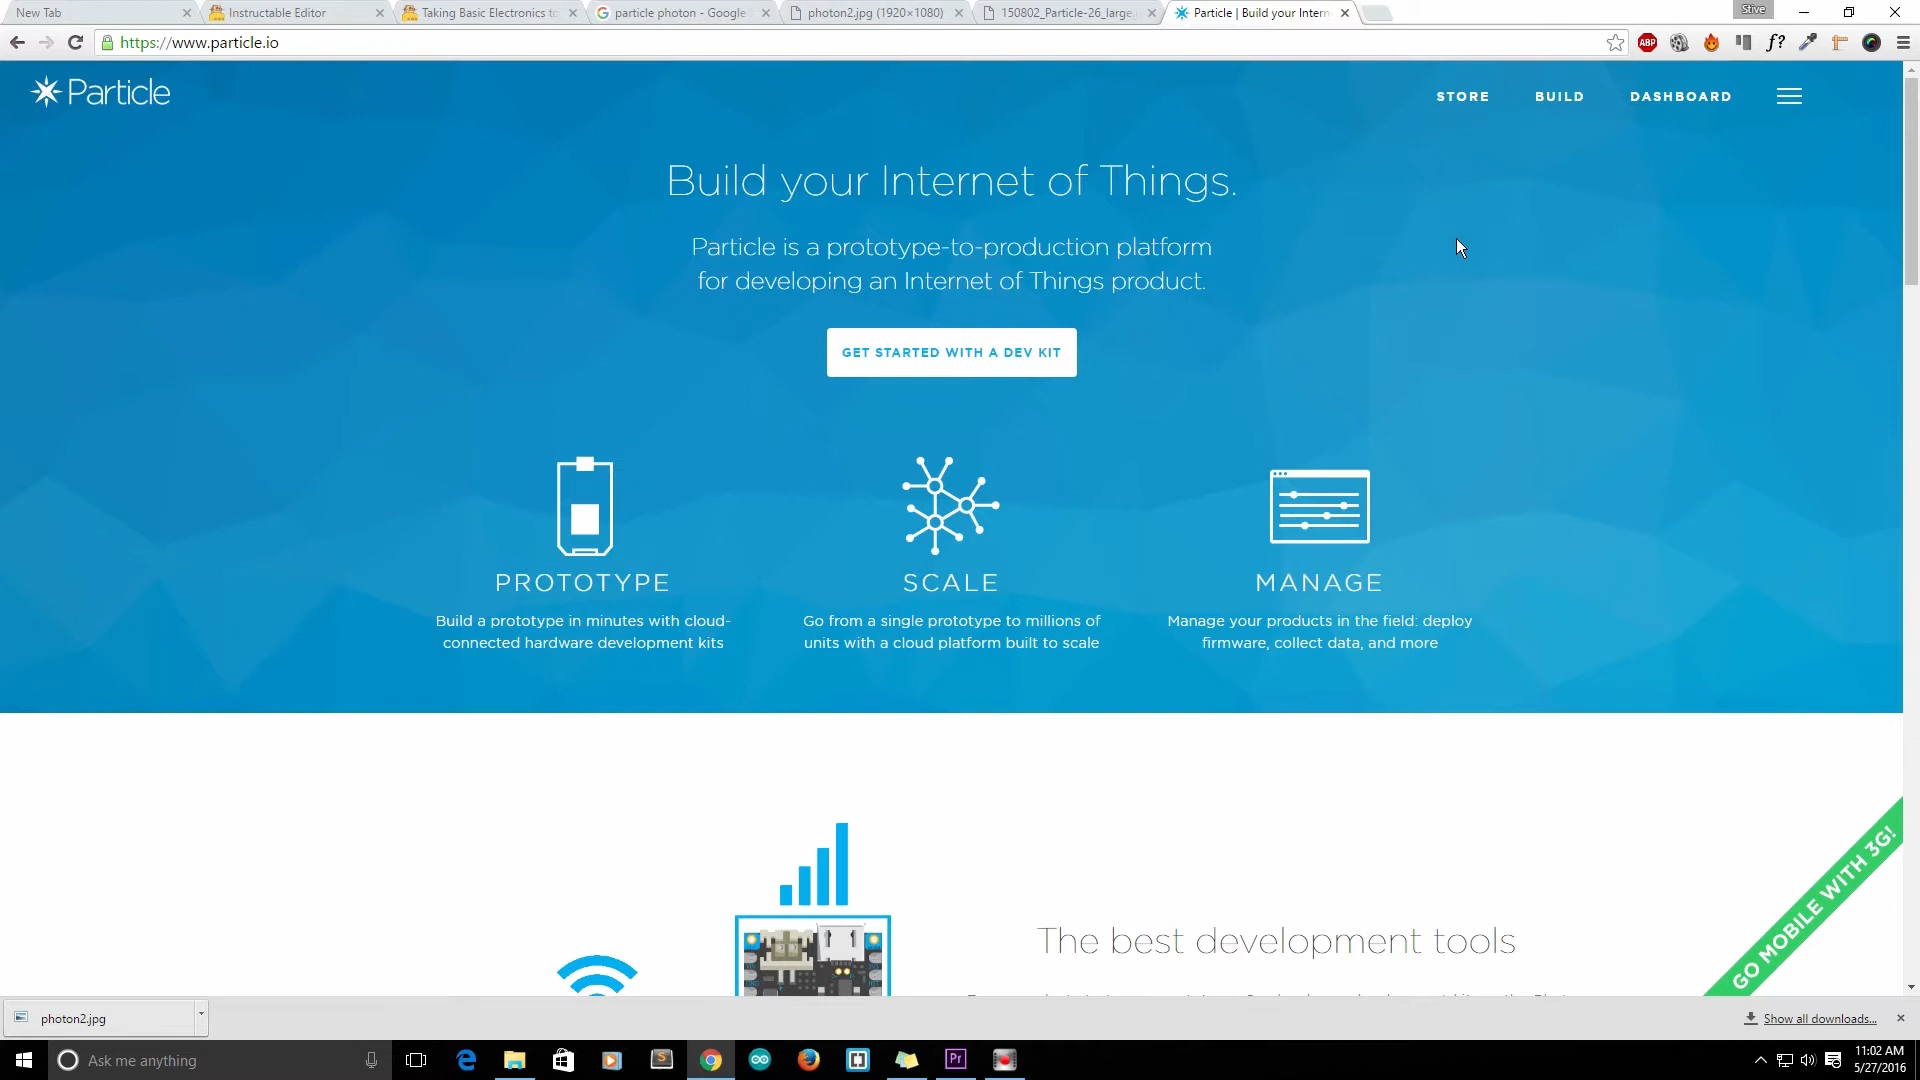 New Tab
Instructable Editor
Taking Basic Electronics to
particle photon - Google
photon2.jpg (1920×1080)
150802_Particle-26_large.
Particle | Build your Intern
Stive
https://www.particle.io
ABP
f?
Particle
STORE
BUILD
DASHBOARD
Build your Internet of Things.
Particle is a prototype-to-production platform
for developing an Internet of Things product.
GET STARTED WITH A DEV KIT
PROTOTYPE
Build a prototype in minutes with cloud-
connected hardware development kits
SCALE
Go from a single prototype to millions of
units with a cloud platform built to scale
MANAGE
Manage your products in the field: deploy
firmware, collect data, and more
The best development tools
GO MOBILE WITH 3G!
photon2.jpg
Show all downloads...
Ask me anything
S
Pr
11:02 AM
5/27/2016